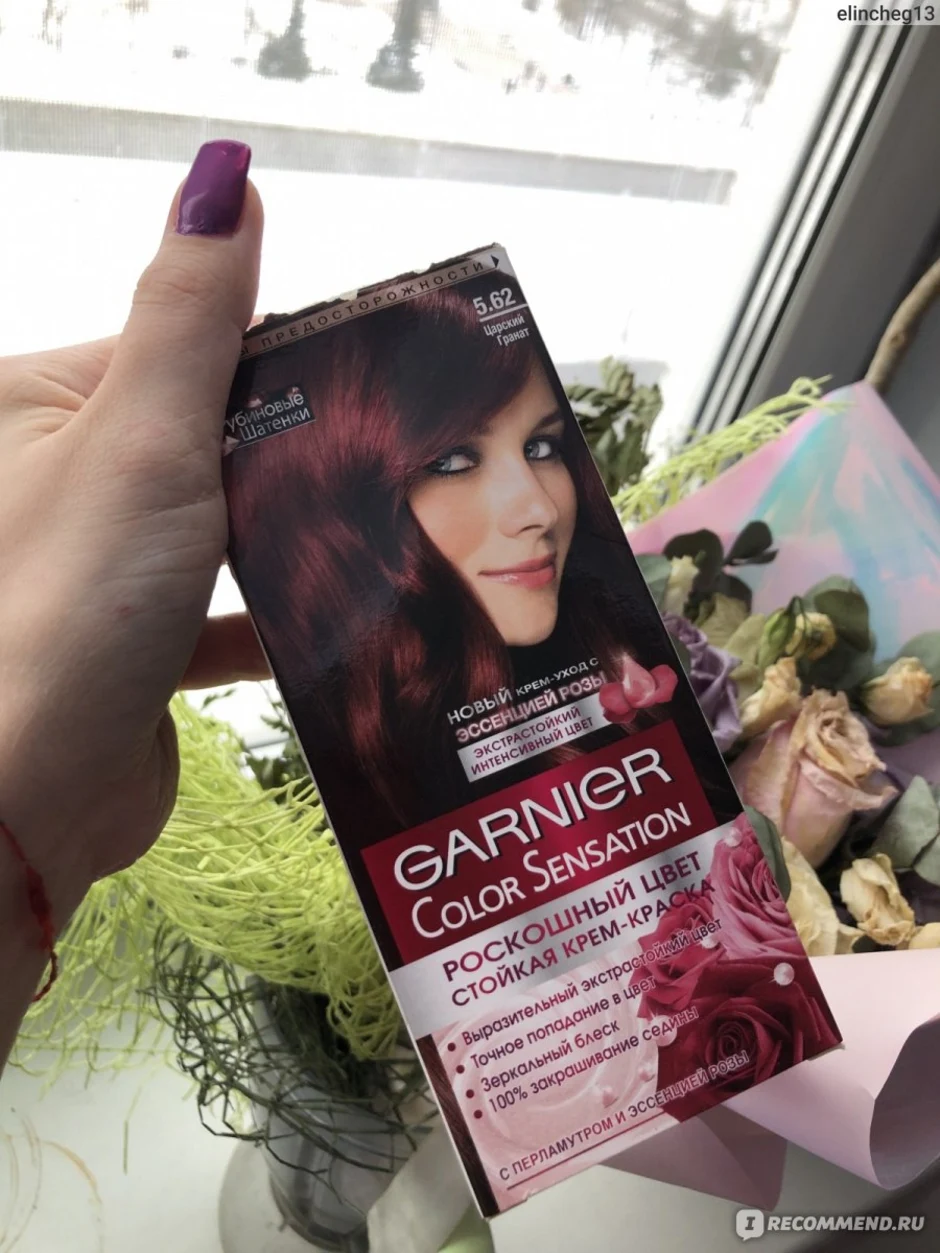 elincheg13
Ы ПРЕДОСТОРОЖНОСТИ
5.62
Царский
Гранат
убиновые
Шатенки
НОВЫЙ КРЕМ-УХОД С
ЭССЕНЦИЕЙ РОЗЫ
ЭКСТРАСТОЙКИЙ
ИНТЕНСИВНЫЙ ЦВЕТ
GARNIER
COLOR SENSATION
РОСКОШНЫЙ ЦВЕТ
СТОЙКАЯ КРЕМ-КРАСКА
• Выразительный экстрастойкий цвет
• Точное попадание в цвет
• Зеркальный блеск
• 100% закрашивание седины
С ПЕРЛАМУТРОМ И ЭССЕНЦИЕЙ РОЗЫ
I RECOMMEND.RU